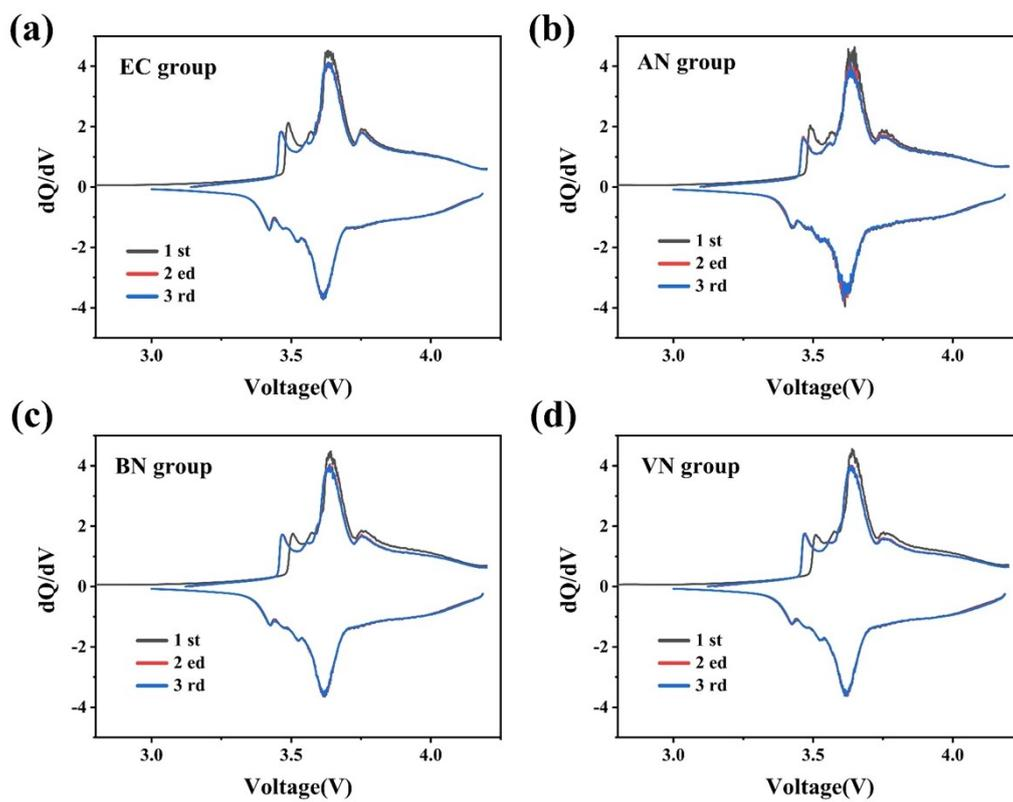 (a)
EC group
4
2
0
-2
-4
dQ/dV
1 st
2 ed
3 rd
3.0 3.5 4.0
Voltage(V)
(b)
AN group
4
2
0
-2
-4
dQ/dV
1 st
2 ed
3 rd
3.0 3.5 4.0
Voltage(V)
(c)
BN group
4
2
0
-2
-4
dQ/dV
1 st
2 ed
3 rd
3.0 3.5 4.0
Voltage(V)
(d)
VN group
4
2
0
-2
-4
dQ/dV
1 st
2 ed
3 rd
3.0 3.5 4.0
Voltage(V)